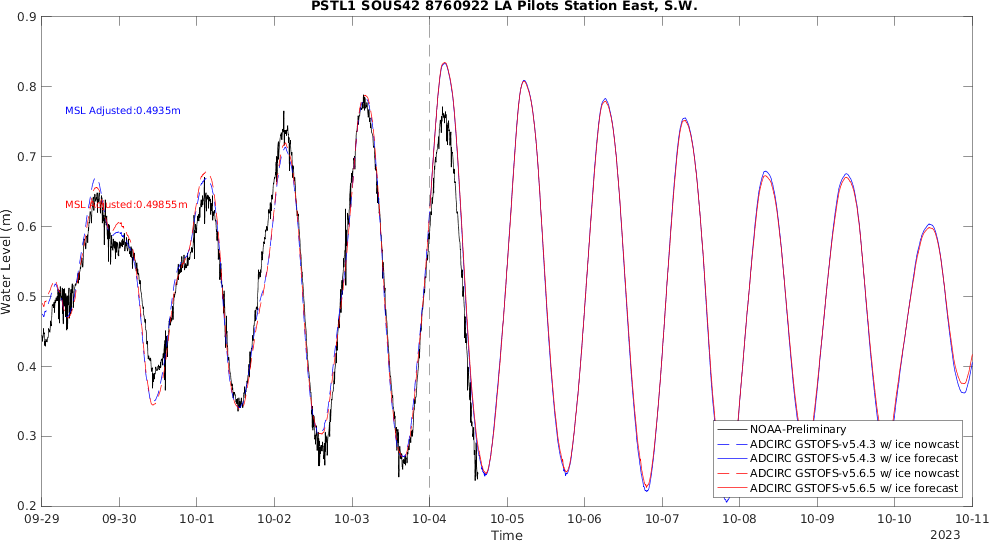 PSTL1 SOUS42 8760922 LA Pilots Station East, S.W.
0.9
0.8
0.7
0.6
0.5
0.4
0.3
0.2
Water Level (m)
MSL Adjusted:0.4935m
MSL Adjusted:0.49855m
NOAA-Preliminary
ADCIRC GSTOFS-v5.4.3 w/ ice nowcast
ADCIRC GSTOFS-v5.4.3 w/ ice forecast
ADCIRC GSTOFS-v5.6.5 w/ ice nowcast
ADCIRC GSTOFS-v5.6.5 w/ ice forecast
09-29 09-30 10-01 10-02 10-03 10-04 10-05 10-06 10-07 10-08 10-09 10-10 10-11
Time
2023